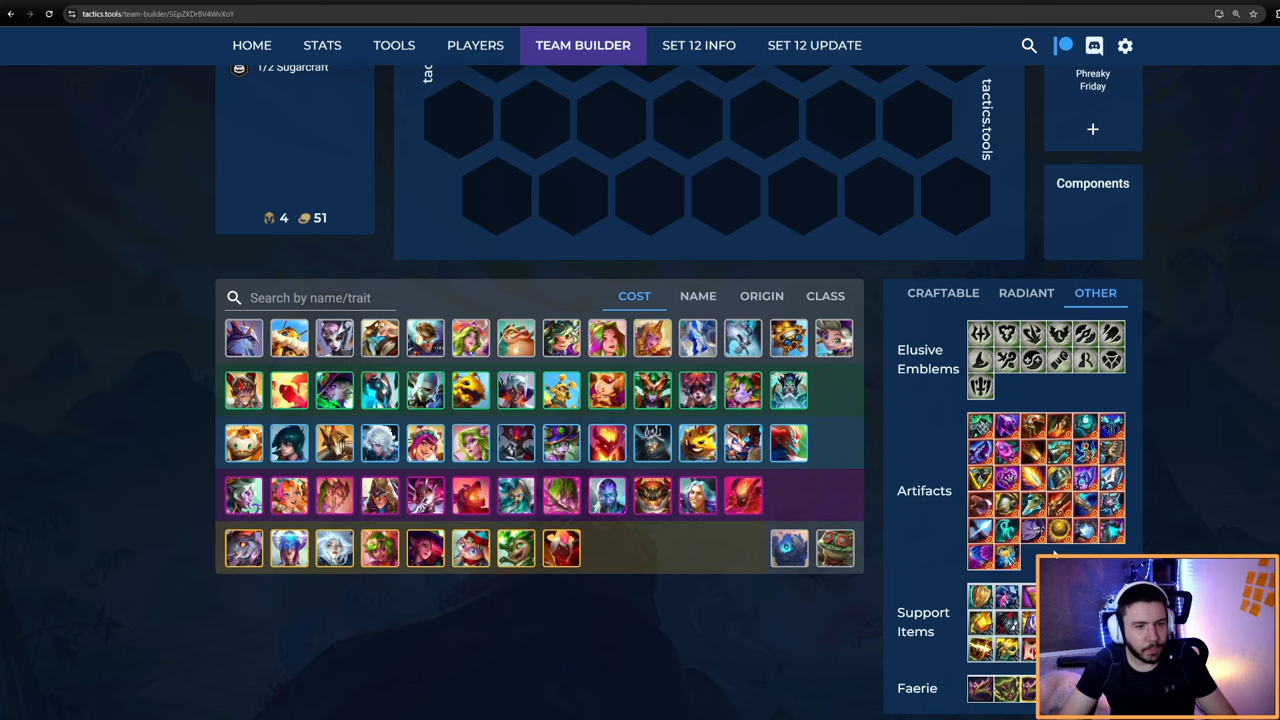 tactics.tools/team-builder/SEpZKDr8V4WvXoY
HOME STATS TOOLS PLAYERS TEAM BUILDER SET 12 INFO SET 12 UPDATE
1/2 Sugarcraft
4 51
tac
tactics.tools
Phreaky
Friday
+
Components
Search by name/trait
COST NAME ORIGIN CLASS
CRAFTABLE RADIANT OTHER
Elusive
Emblems
Artifacts
Support
Items
Faerie